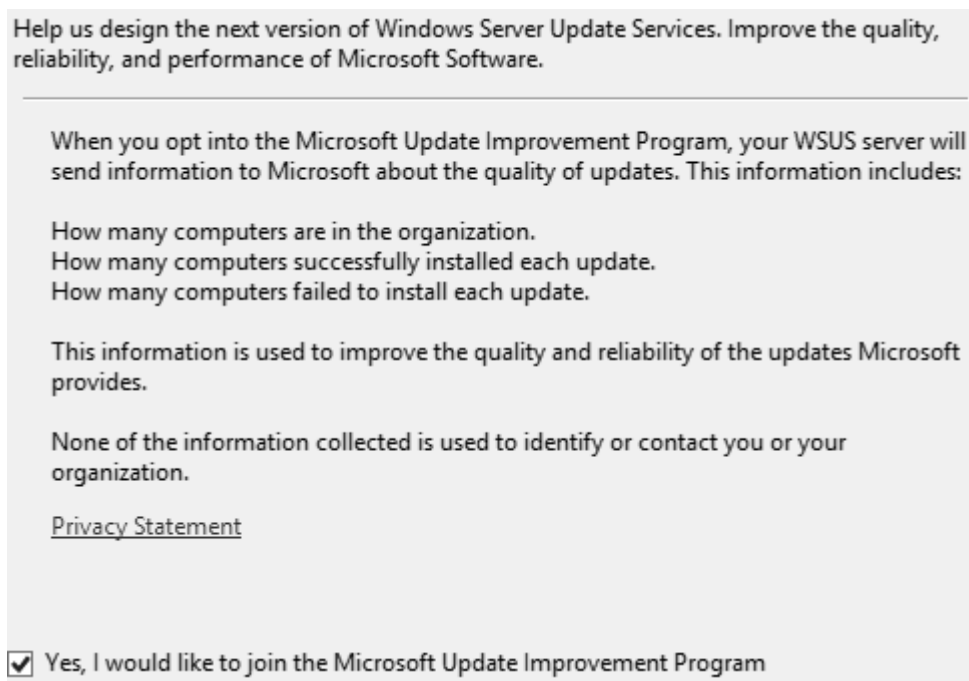 Help us design the next version of Windows Server Update Services. Improve the quality,
reliability, and performance of Microsoft Software.
When you opt into the Microsoft Update Improvement Program, your WSUS server will
send information to Microsoft about the quality of updates. This information includes:
How many computers are in the organization.
How many computers successfully installed each update.
How many computers failed to install each update.
This information is used to improve the quality and reliability of the updates Microsoft
provides.
None of the information collected is used to identify or contact you or your
organization.
Privacy Statement
Yes, I would like to join the Microsoft Update Improvement Program